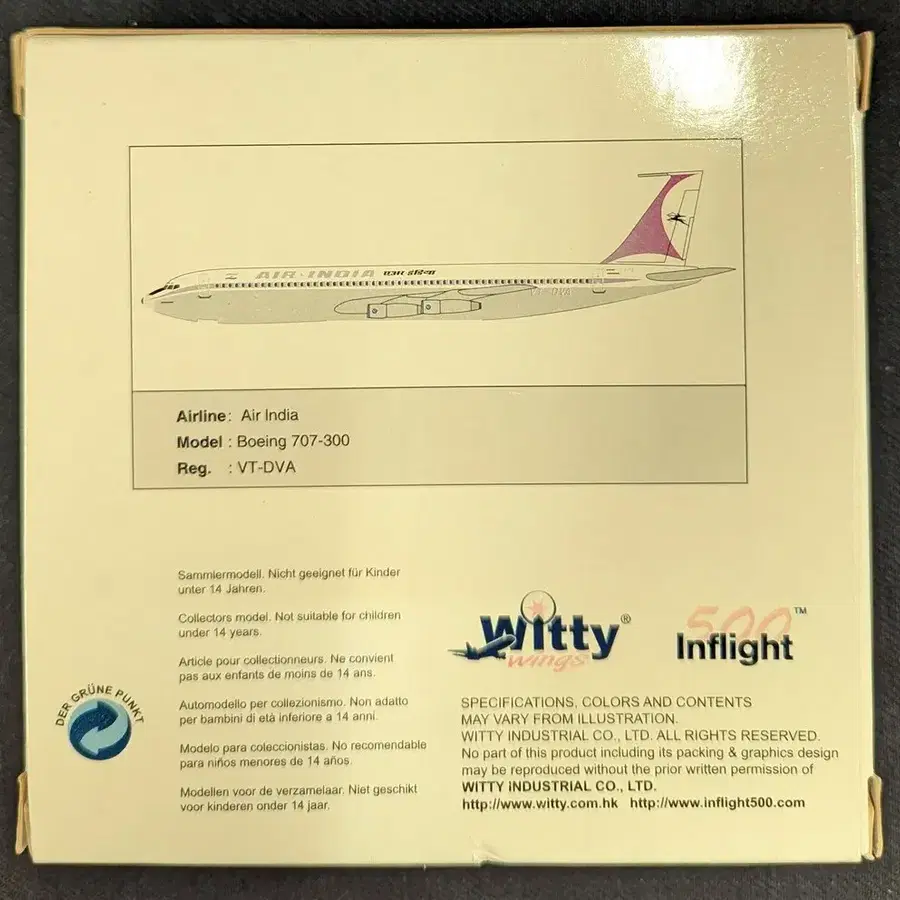 AIR-INDIA एअर इंडिया
VT-DVA
Airline: Air India
Model : Boeing 707-300
Reg. : VT-DVA
Sammlermodell. Nicht geeignet für Kinder
unter 14 Jahren.
Collectors model. Not suitable for children
under 14 years.
Article pour collectionneurs. Ne convient
pas aux enfants de moins de 14 ans.
Automodello per collezionismo. Non adatto
per bambini di età inferiore a 14 anni.
Modelo para coleccionistas. No recomendable
para niños menores de 14 años.
Modellen voor de verzamelaar. Niet geschikt
voor kinderen onder 14 jaar.
DER GRÜNE PUNKT
Witty®
wings
500™
Inflight
SPECIFICATIONS, COLORS AND CONTENTS
MAY VARY FROM ILLUSTRATION.
WITTY INDUSTRIAL CO., LTD. ALL RIGHTS RESERVED.
No part of this product including its packing & graphics design
may be reproduced without the prior written permission of
WITTY INDUSTRIAL CO., LTD.
http://www.witty.com.hk http://www.inflight500.com